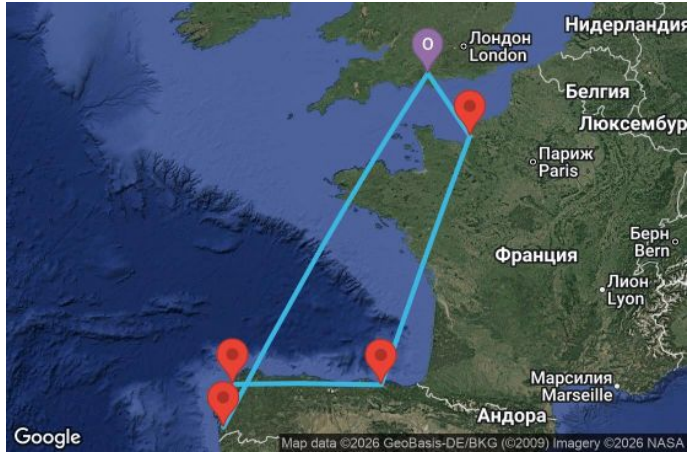 Нидерландия
Лондон
London
O
Белгия
Люксембур
Париж
Paris
Берн
Bern
Франция
Лион
Lyon
Марсилия
Marseille
Андора
Google
Map data ©2026 GeoBasis-DE/BKG (©2009) Imagery ©2026 NASA